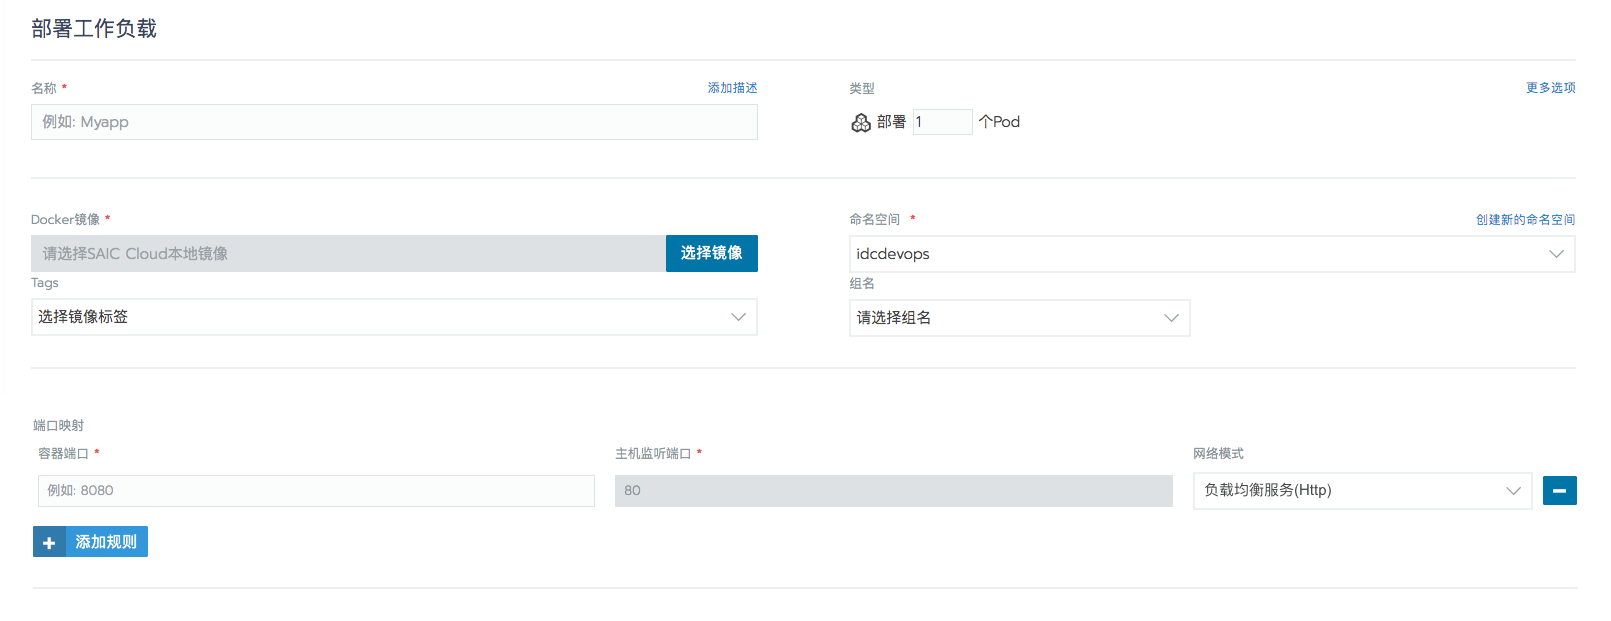 部署工作负载
名称 * 添加描述 类型 更多选项
例如: Myapp 部署 1 个Pod
Docker镜像 * 命名空间 * 创建新的命名空间
请选择SAIC Cloud本地镜像 选择镜像 idcdevops
Tags 组名
选择镜像标签 请选择组名
端口映射
容器端口 * 主机监听端口 * 网络模式
例如: 8080 80 负载均衡服务(Http)
+ 添加规则